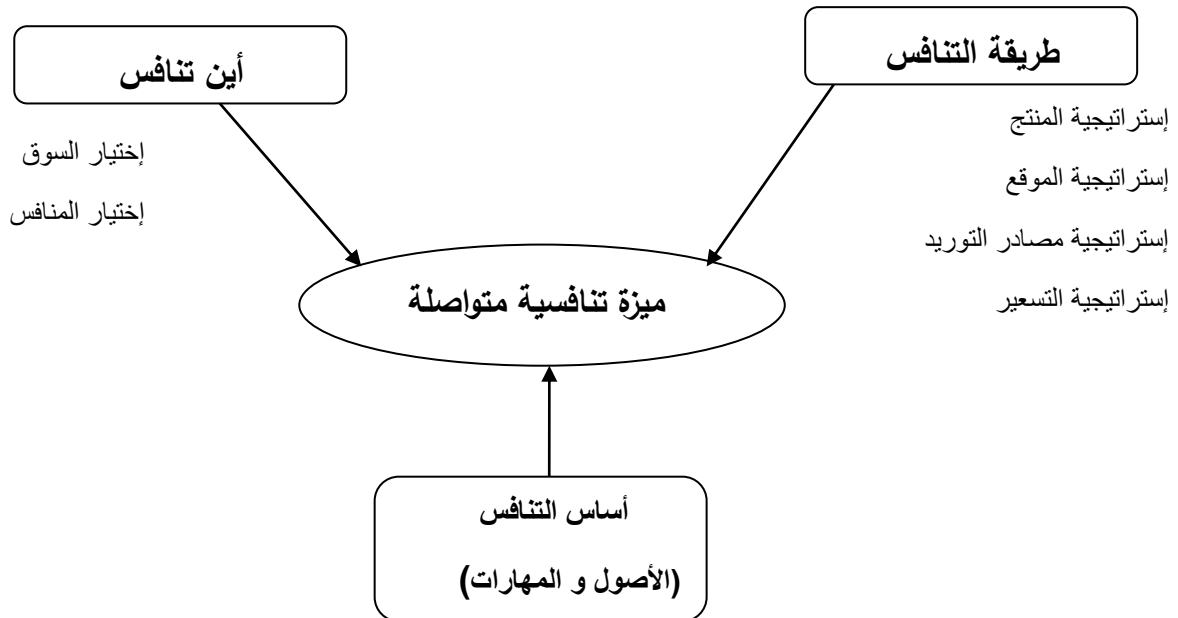 طريقة التنافس
إستراتيجية المنتج
إستراتيجية الموقع
إستراتيجية مصادر التوريد
إستراتيجية التسعير
أين تنافس
إختيار السوق
إختيار المنافس
ميزة تنافسية متواصلة
أساس التنافس
(الأصول و المهارات)